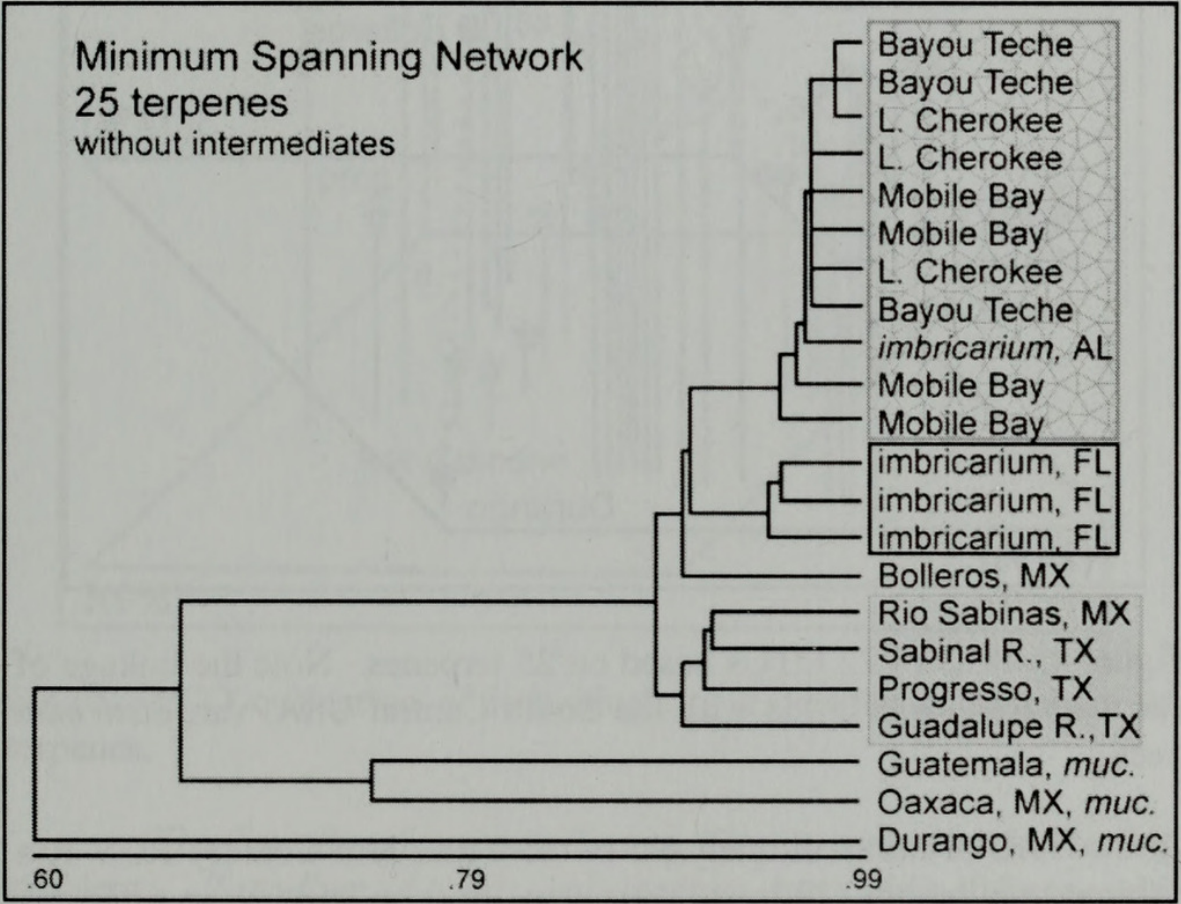 Minimum Spanning Network
25 terpenes
without intermediates
Bayou Teche
Bayou Teche
L. Cherokee
L. Cherokee
Mobile Bay
Mobile Bay
L. Cherokee
Bayou Teche
imbricarium, AL
Mobile Bay
Mobile Bay
imbricarium, FL
imbricarium, FL
imbricarium, FL
Bolleros, MX
Rio Sabinas, MX
Sabinal R., TX
Progresso, TX
Guadalupe R.,TX
Guatemala, muc.
Oaxaca, MX, muc.
Durango, MX, muc.
.60 .79 .99